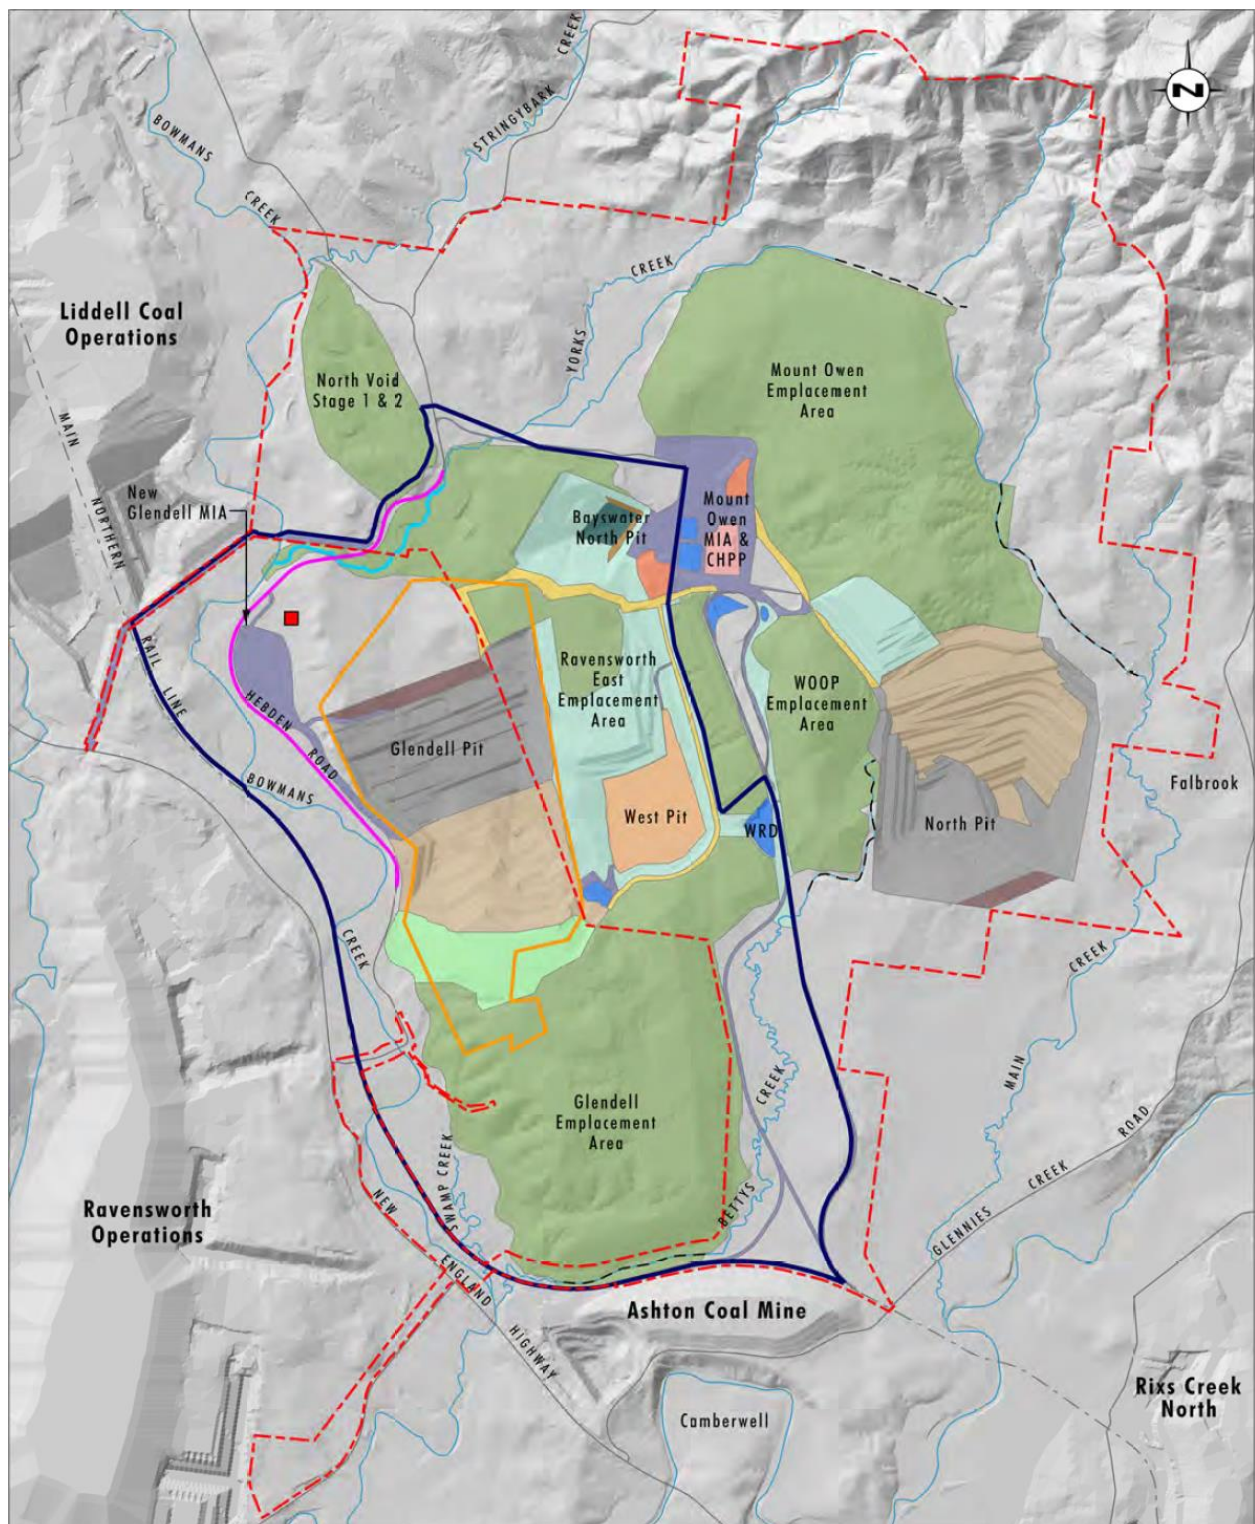 BOWMANS
CREEK
STRINGYBARK
CREEK
N
Liddell Coal
Operations
North Void
Stage 1 & 2
YORKS
CREEK
Mount Owen
Emplacement
Area
MAIN
NORTHERN
RAIL
LINE
New
Glendell MIA
Bayswater
North Pit
Mount
Owen
MIA &
CHPP
HEBDEN
ROAD
Glendell Pit
Ravensworth
East
Emplacement
Area
WOOP
Emplacement
Area
West Pit
WRD
North Pit
Falbrook
BOWMANS
CREEK
MAIN
CREEK
Glendell
Emplacement
Area
BETTYS
CREEK
SWAMP CREEK
GLENNIES
CREEK
ROAD
Ravensworth
Operations
NEW
ENGLAND
HIGHWAY
Ashton Coal Mine
Camberwell
Rixs Creek
North